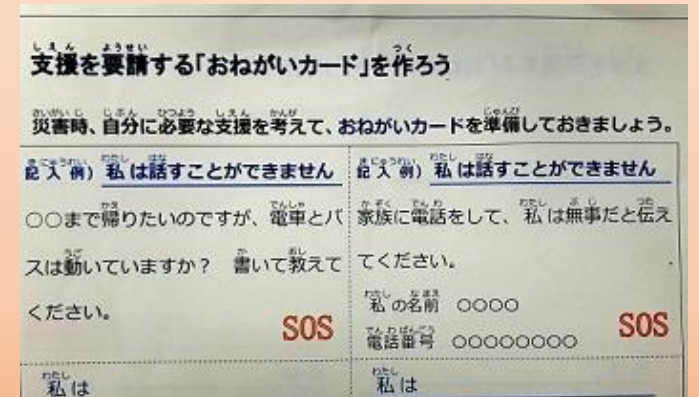 支援を要請する「おねがいカード」を作ろう
災害時、自分に必要な支援を考えて、おねがいカードを準備しておきましょう。
記入例）私は話すことができません
○○まで帰りたいのですが、電車とバ
スは動いていますか？　書いて教えて
ください。
SOS
記入例）私は話すことができません
家族に電話をして、私は無事だと伝え
てください。
私の名前　○○○○
電話番号　○○○○○○○○
SOS
私は
私は